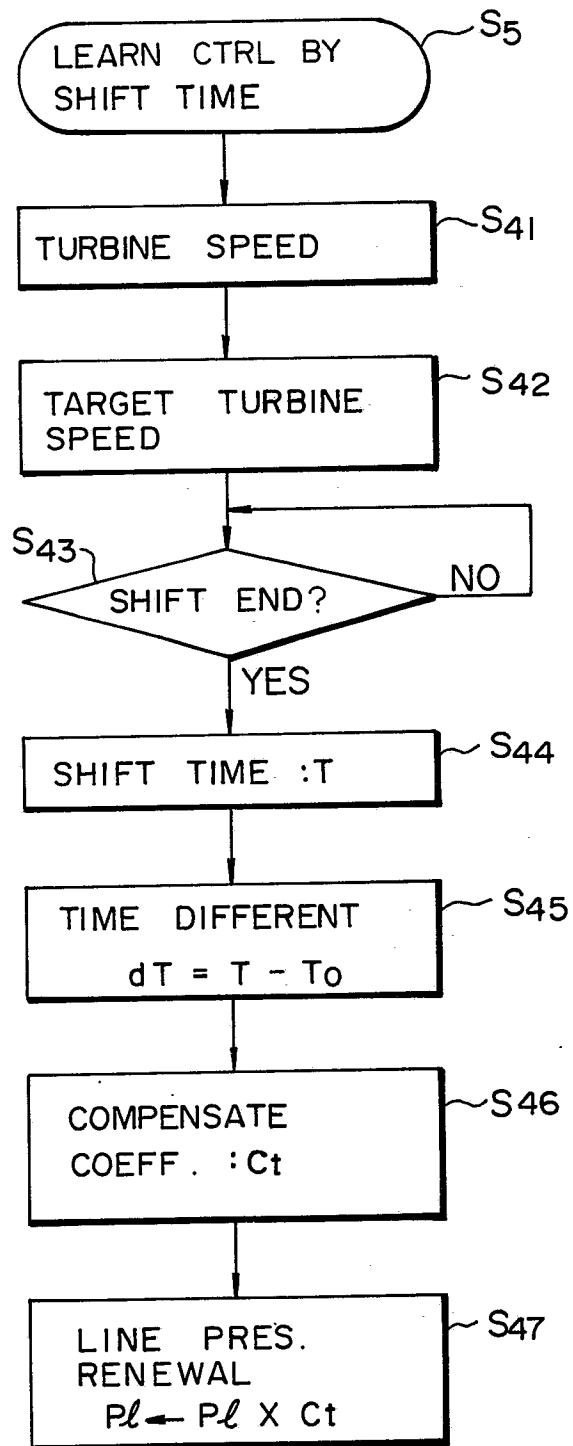 LEARN CTRL BY
SHIFT TIME
S5
TURBINE SPEED
S41
TARGET TURBINE
SPEED
S42
S43
SHIFT END?
NO
YES
SHIFT TIME :T
S44
TIME DIFFERENT
dT = T - To
S45
COMPENSATE
COEFF. :Ct
S46
LINE PRES.
RENEWAL
Pℓ ← Pℓ X Ct
S47